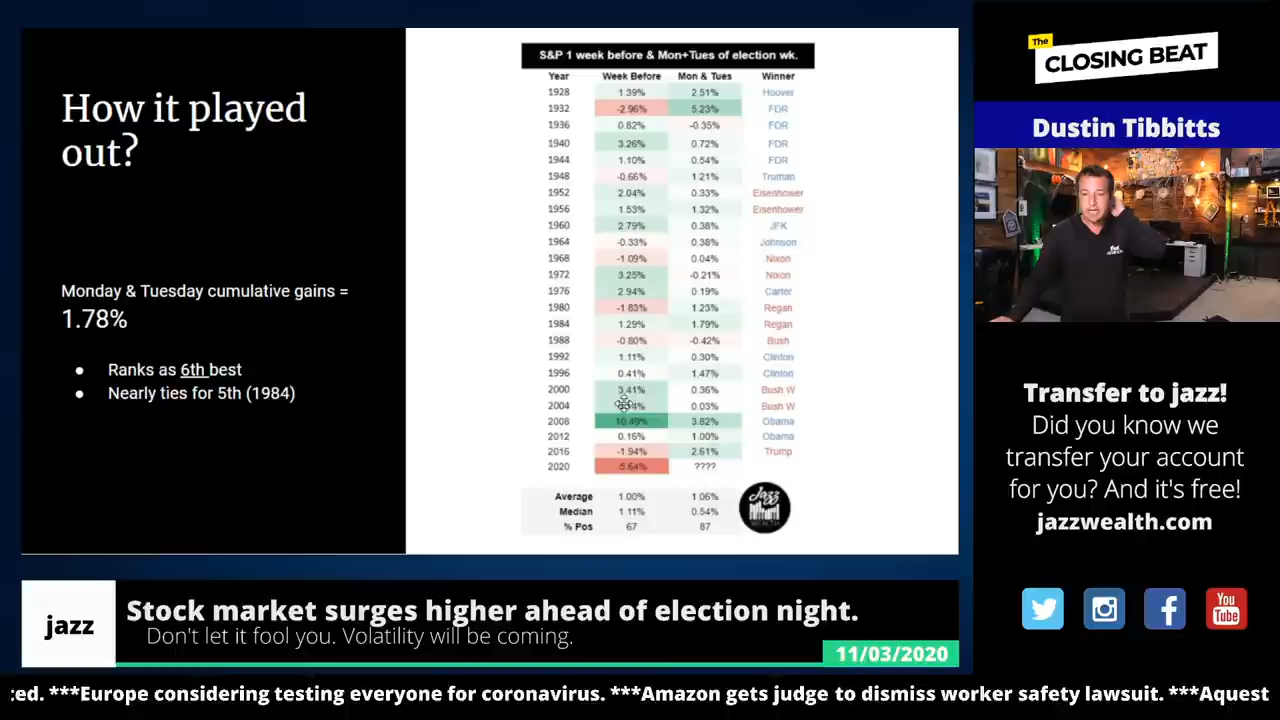 How it played
out?
Monday & Tuesday cumulative gains =
1.78%
● Ranks as 6th best
● Nearly ties for 5th (1984)
S&P 1 week before & Mon+Tues of election wk.
Year Week Before Mon & Tues Winner
1928 1.39% 2.51% Hoover
1932 -2.96% 5.23% FDR
1936 0.82% -0.35% FDR
1940 3.26% 0.72% FDR
1944 1.10% 0.54% FDR
1948 -0.66% 1.21% Truman
1952 2.04% 0.33% Eisenhower
1956 1.53% 1.32% Eisenhower
1960 2.79% 0.38% JFK
1964 -0.33% 0.38% Johnson
1968 -1.09% 0.04% Nixon
1972 3.25% -0.21% Nixon
1976 2.94% 0.19% Carter
1980 -1.83% 1.23% Regan
1984 1.29% 1.79% Regan
1988 -0.80% -0.42% Bush
1992 1.11% 0.30% Clinton
1996 0.41% 1.47% Clinton
2000 3.41% 0.36% Bush W
2004 0.03% Bush W
2008 10.49% 3.82% Obama
2012 0.16% 1.00% Obama
2016 -1.94% 2.61% Trump
2020 -5.64% ????
Average 1.00% 1.06%
Median 1.11% 0.54%
% Pos 67 87
Jazz
WEALTH
The
CLOSING BEAT
Dustin Tibbitts
Transfer to jazz!
Did you know we
transfer your account
for you? And it's free!
jazzwealth.com
You
Tube
jazz
Stock market surges higher ahead of election night.
Don't let it fool you. Volatility will be coming.
11/03/2020
:ed. ***Europe considering testing everyone for coronavirus. ***Amazon gets judge to dismiss worker safety lawsuit. ***Aquest